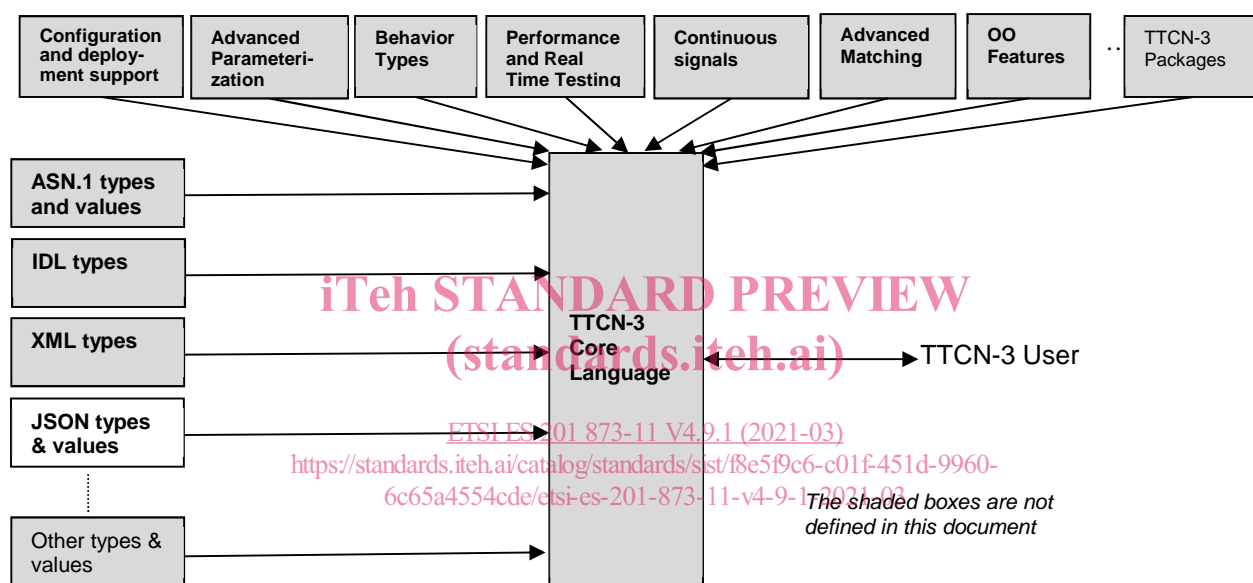 Configuration
and deploy-
ment support
Advanced
Parameteri-
zation
Behavior
Types
Performance
and Real
Time Testing
Continuous
signals
Advanced
Matching
OO
Features
..
TTCN-3
Packages
ASN.1 types
and values
IDL types
iTeh STANDARD PREVIEW
XML types
TTCN-3
Core
Language
(standards.iteh.ai)
TTCN-3 User
JSON types
& values
ETSI ES 201 873-11 V4.9.1 (2021-03)
https://standards.iteh.ai/catalog/standards/sist/f8e5f9c6-c01f-451d-9960-
6c65a4554cde/etsi-es-201-873-11-v4-9-1-2021-03
The shaded boxes are not
defined in this document
Other types &
values